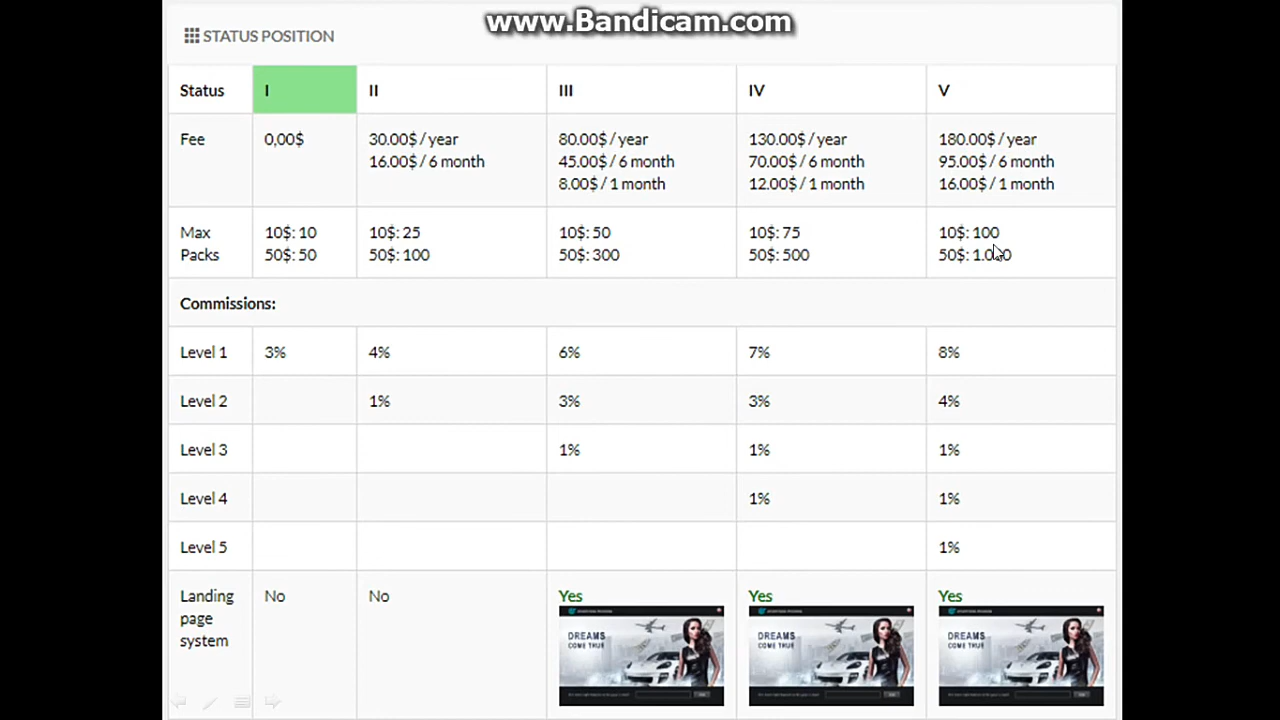 www.Bandicam.com
STATUS POSITION
Status I II III IV V
Fee 0,00$ 30.00$ / year 80.00$ / year 130.00$ / year 180.00$ / year
16.00$ / 6 month 45.00$ / 6 month 70.00$ / 6 month 95.00$ / 6 month
8.00$ / 1 month 12.00$ / 1 month 16.00$ / 1 month
Max 10$: 10 10$: 25 10$: 50 10$: 75 10$: 100
Packs 50$: 50 50$: 100 50$: 300 50$: 500 50$: 1.000
Commissions:
Level 1 3% 4% 6% 7% 8%
Level 2 1% 3% 3% 4%
Level 3 1% 1% 1%
Level 4 1% 1%
Level 5 1%
Landing No No Yes Yes Yes
page
system
DREAMS DREAMS DREAMS
COME TRUE COME TRUE COME TRUE